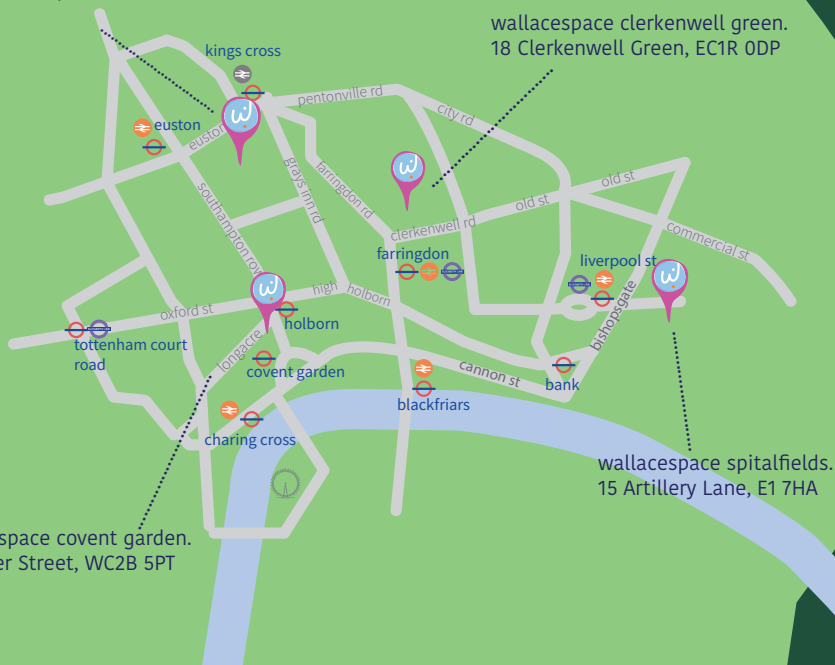 wallacespace clerkenwell green.
18 Clerkenwell Green, EC1R 0DP
kings cross
pentonville rd
city rd
euston
euston
grays inn rd
farringdon rd
southampton row
clerkenwell rd
old st
old st
commercial st
farringdon
liverpool st
high holborn
oxford st
holborn
bishopsgate
tottenham court
road
longacre
covent garden
cannon st
bank
blackfriars
charing cross
wallacespace spitalfields.
15 Artillery Lane, E1 7HA
space covent garden.
er Street, WC2B 5PT